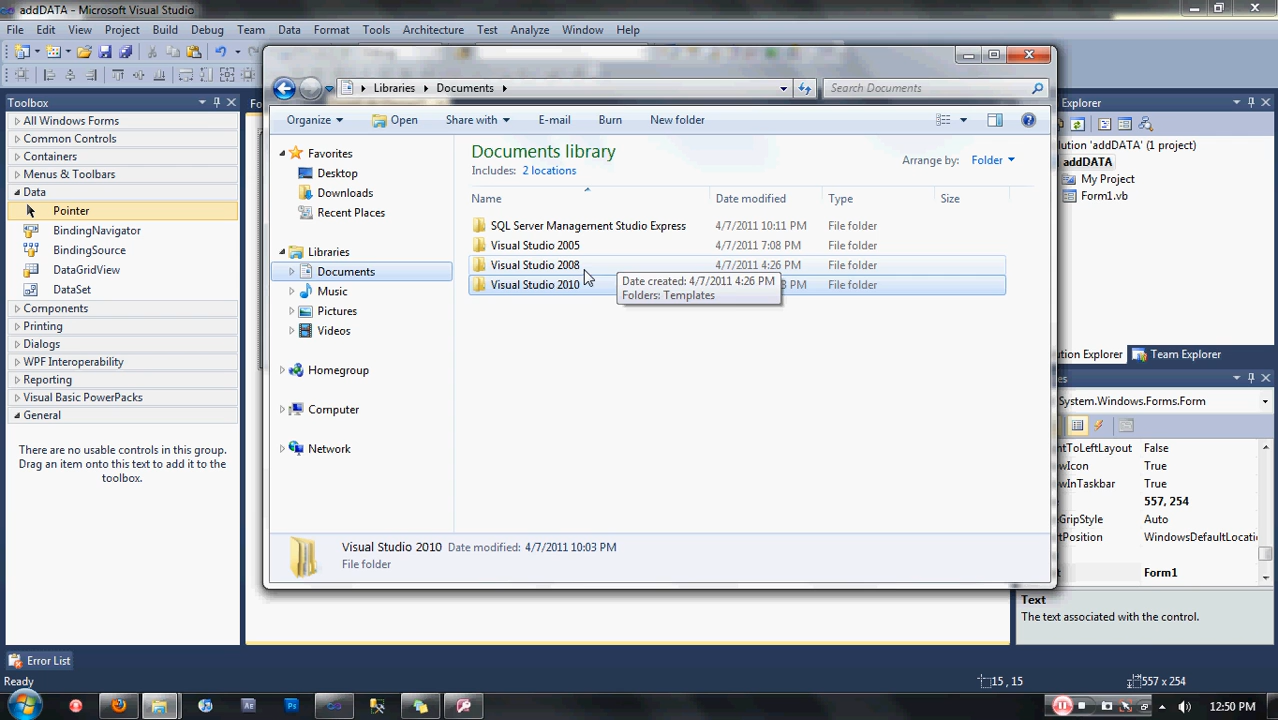 addDATA - Microsoft Visual Studio
File Edit View Project Build Debug Team Data Format Tools Architecture Test Analyze Window Help
Toolbox
All Windows Forms
Common Controls
Containers
Menus & Toolbars
Data
Pointer
BindingNavigator
BindingSource
DataGridView
DataSet
Components
Printing
Dialogs
WPF Interoperability
Reporting
Visual Basic PowerPacks
General
There are no usable controls in this group.
Drag an item onto this text to add it to the
toolbox.
Libraries Documents
Search Documents
Organize Open Share with E-mail Burn New folder
Favorites
Desktop
Downloads
Recent Places
Libraries
Documents
Music
Pictures
Videos
Homegroup
Computer
Network
Documents library
Includes: 2 locations
Arrange by: Folder
Name Date modified Type Size
SQL Server Management Studio Express 4/7/2011 10:11 PM File folder
Visual Studio 2005 4/7/2011 7:08 PM File folder
Visual Studio 2008 4/7/2011 4:26 PM File folder
Visual Studio 2010 PM File folder
Date created: 4/7/2011 4:26 PM
Folders: Templates
Visual Studio 2010 Date modified: 4/7/2011 10:03 PM
File folder
Explorer
lution 'addDATA' (1 project)
addDATA
My Project
Form1.vb
tion Explorer Team Explorer
es
System.Windows.Forms.Form
ntToLeftLayout False
wIcon True
wInTaskbar True
557, 254
GripStyle Auto
tPosition WindowsDefaultLocati
t Form1
Text
The text associated with the control.
Error List
Ready
15 , 15
557 x 254
12:50 PM